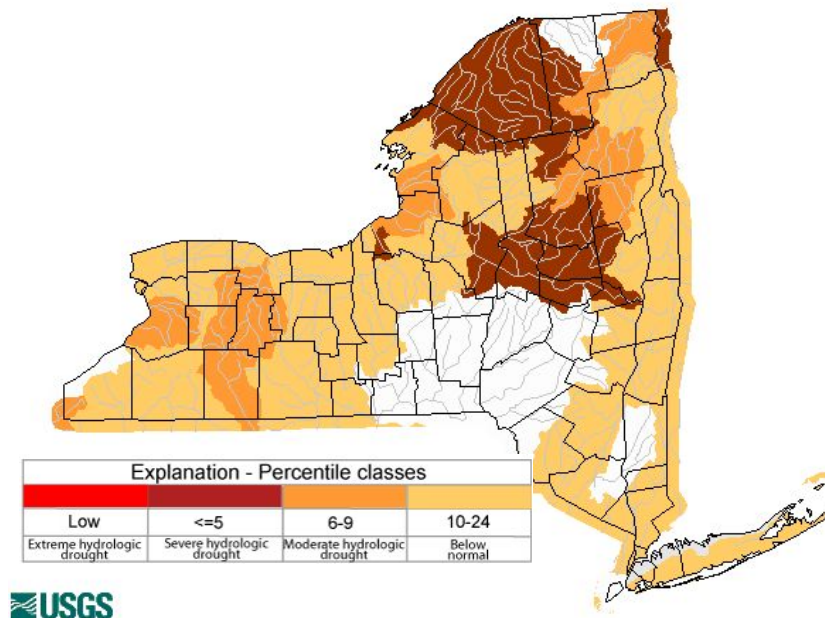 Explanation - Percentile classes
Low <=5 6-9 10-24
Extreme hydrologic drought Severe hydrologic drought Moderate hydrologic drought Below normal
USGS